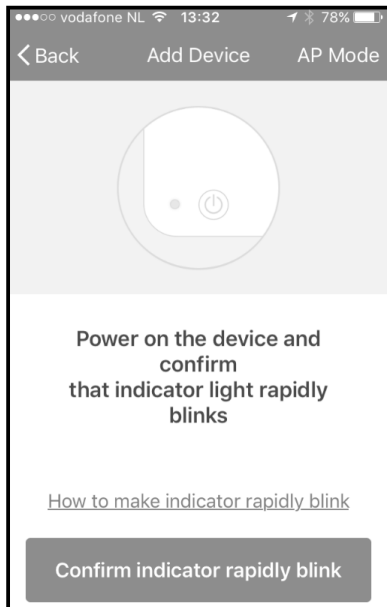 vodafone NL 13:32 78%
Back Add Device AP Mode
Power on the device and
confirm
that indicator light rapidly
blinks
How to make indicator rapidly blink
Confirm indicator rapidly blink